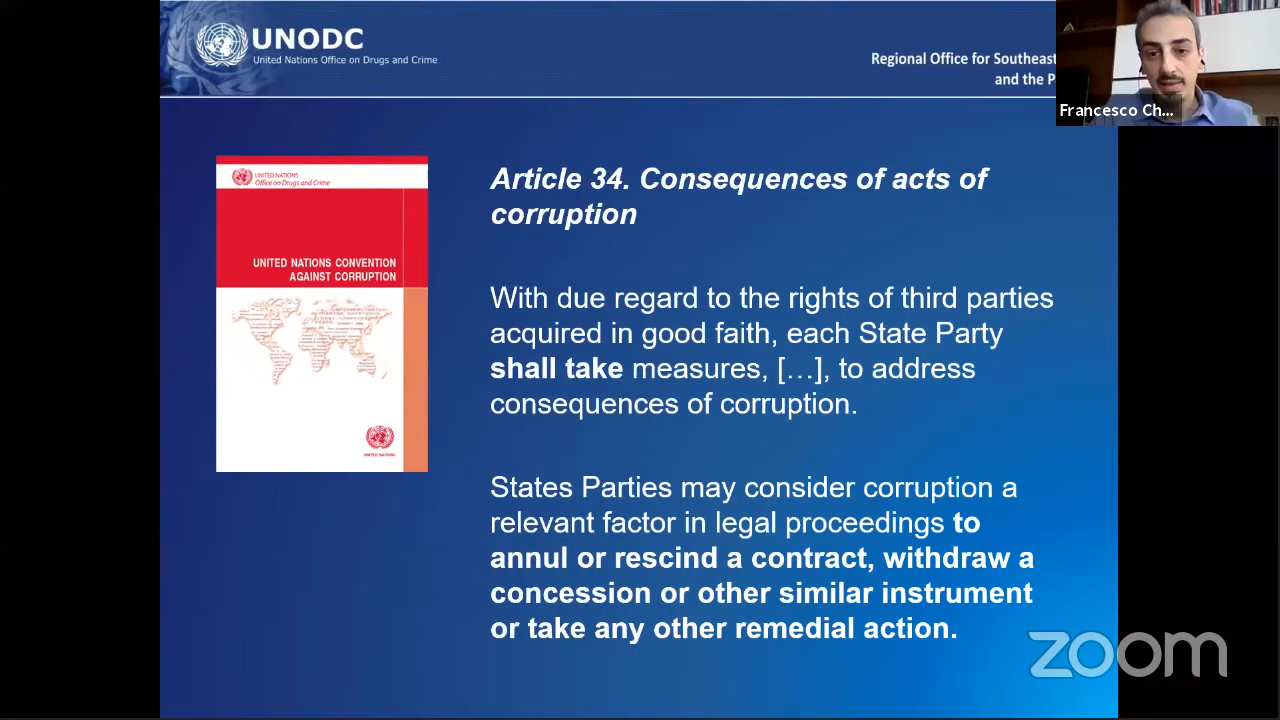 UNODC
United Nations Office on Drugs and Crime
Regional Office for Southeast
and the P
Francesco Ch...
UNITED NATIONS
Office on Drugs and Crime
UNITED NATIONS CONVENTION
AGAINST CORRUPTION
UNITED NATIONS
Article 34. Consequences of acts of
corruption
With due regard to the rights of third parties
acquired in good faith, each State Party
shall take measures, […], to address
consequences of corruption.
States Parties may consider corruption a
relevant factor in legal proceedings to
annul or rescind a contract, withdraw a
concession or other similar instrument
or take any other remedial action.
zoom